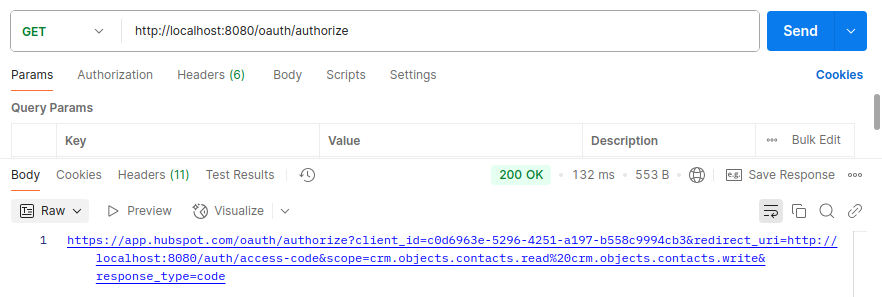 GET http://localhost:8080/oauth/authorize Send
Params Authorization Headers (6) Body Scripts Settings Cookies
Query Params
Key Value Description Bulk Edit
Body Cookies Headers (11) Test Results 200 OK 132 ms 553 B e.g. Save Response
Raw Preview Visualize
1 https://app.hubspot.com/oauth/authorize?client_id=c0d6963e-5296-4251-a197-b558c9994cb3&redirect_uri=http://
localhost:8080/auth/access-code&scope=crm.objects.contacts.read%20crm.objects.contacts.write&
response_type=code